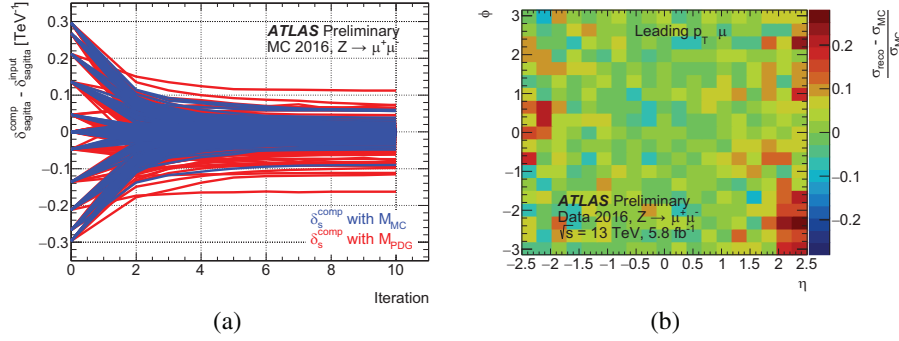 δ_sagitta^comp - δ_sagitta^input [TeV⁻¹]
0.3
0.2
0.1
0
−0.1
−0.2
−0.3
ATLAS Preliminary
MC 2016, Z → μ⁺μ⁻
δ_s^comp with M_MC
δ_s^comp with M_PDG
0 2 4 6 8 10
Iteration
(a)
ϕ
3
2
1
0
−1
−2
−3
Leading p_T μ
ATLAS Preliminary
Data 2016, Z → μ⁺μ⁻
√s = 13 TeV, 5.8 fb⁻¹
−2.5 −2 −1.5 −1 −0.5 0 0.5 1 1.5 2 2.5
η
0.2
0.1
0
−0.1
−0.2
σ_reco - σ_MC
σ_MC
(b)